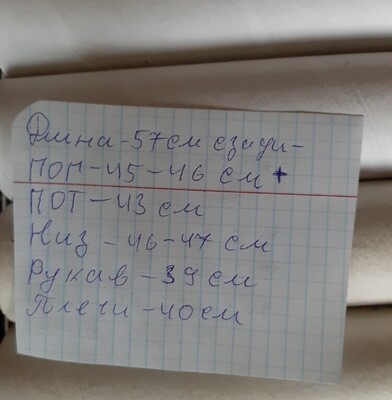 Длина - 57 см сзади -
ПОГ - 45 - 46 см +
ПОТ - 43 см
Низ - 46 - 47 см
Рукав - 39 см
Плечи - 40 см